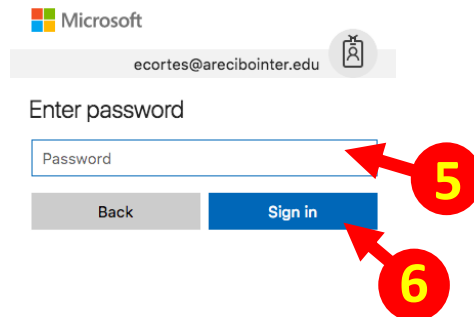 Microsoft
ecortes@arecibointer.edu
Enter password
Password
5
Back Sign in
6